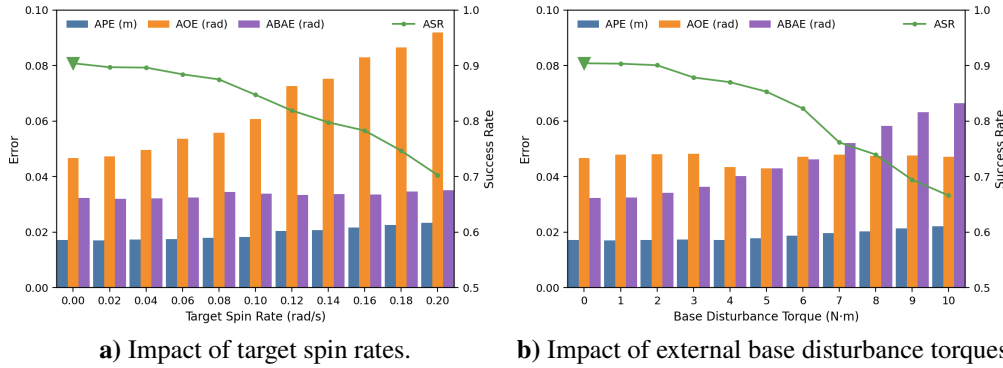 APE (m) AOE (rad) ABAE (rad) ASR
0.10
0.08
0.06
0.04
0.02
0.00
Error
1.0
0.9
0.8
0.7
0.6
0.5
Success Rate
0.00 0.02 0.04 0.06 0.08 0.10 0.12 0.14 0.16 0.18 0.20
Target Spin Rate (rad/s)
a) Impact of target spin rates.
APE (m) AOE (rad) ABAE (rad) ASR
0.10
0.08
0.06
0.04
0.02
0.00
Error
1.0
0.9
0.8
0.7
0.6
0.5
Success Rate
0 1 2 3 4 5 6 7 8 9 10
Base Disturbance Torque (N·m)
b) Impact of external base disturbance torques